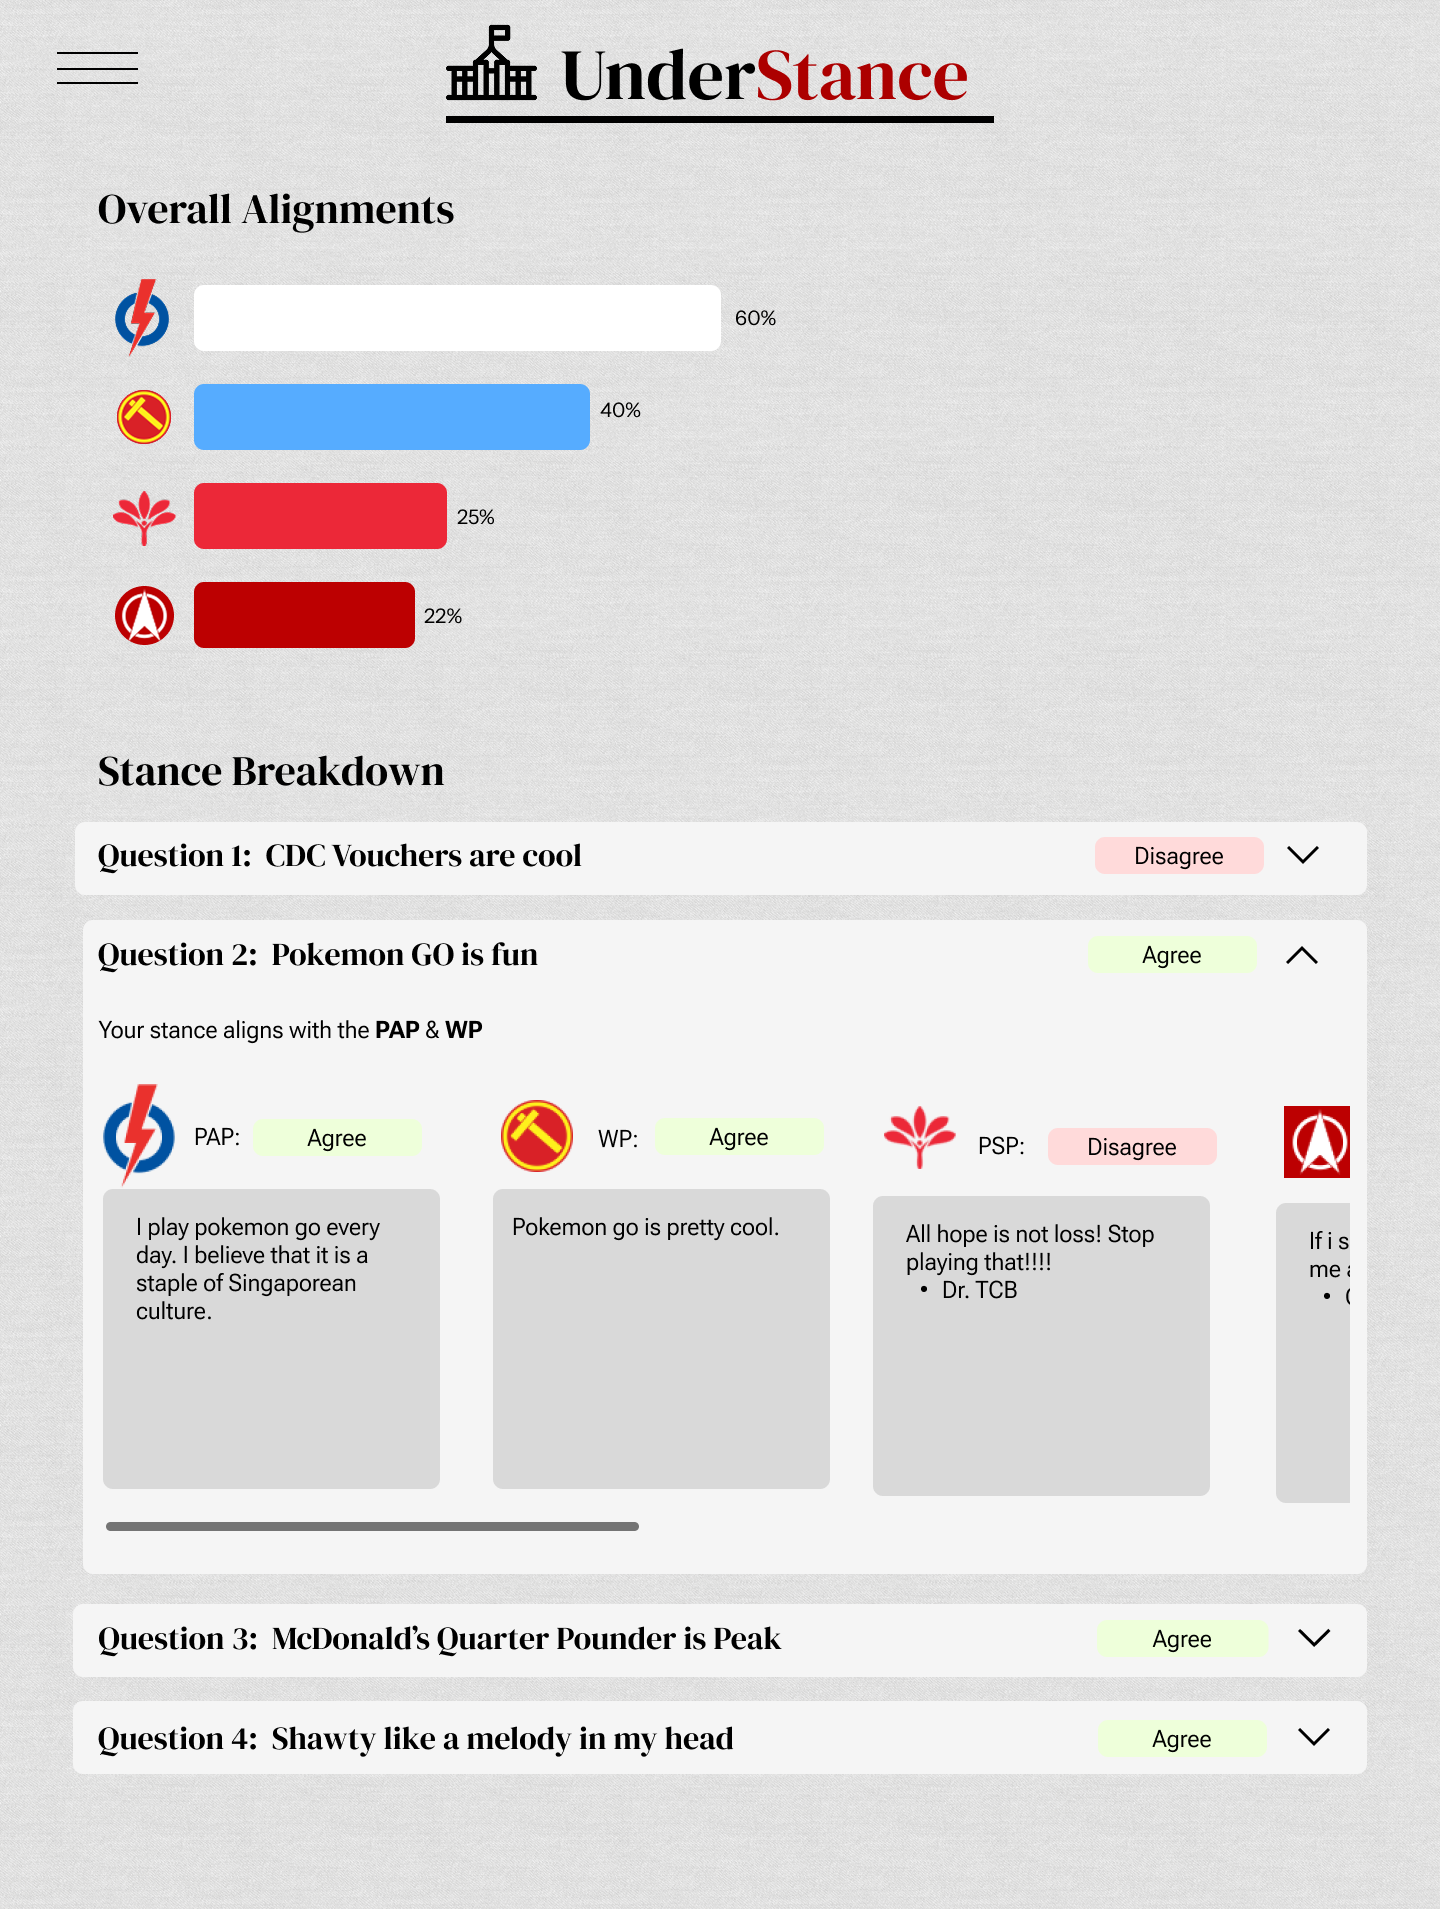 UnderStance
Overall Alignments
60%
40%
25%
22%
Stance Breakdown
Question 1: CDC Vouchers are cool
Disagree
Question 2: Pokemon GO is fun
Agree
Your stance aligns with the PAP & WP
PAP:
Agree
I play pokemon go every
day. I believe that it is a
staple of Singaporean
culture.
WP:
Agree
Pokemon go is pretty cool.
PSP:
Disagree
All hope is not loss! Stop
playing that!!!!
• Dr. TCB
If i s
me
Question 3: McDonald’s Quarter Pounder is Peak
Agree
Question 4: Shawty like a melody in my head
Agree